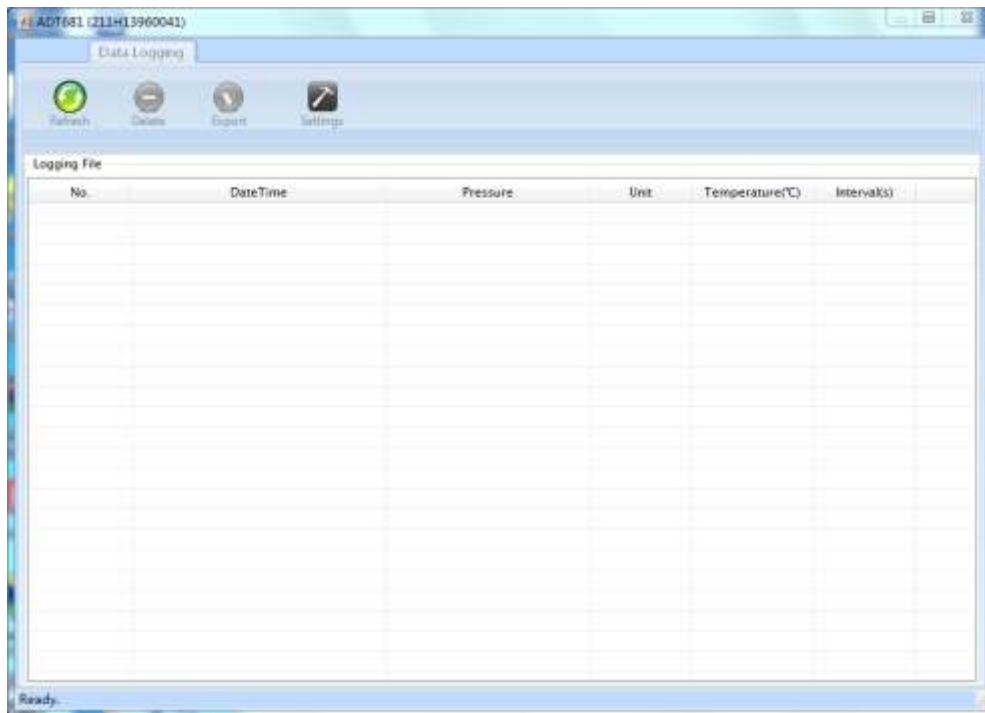 ADT681 (211H13960041)
Data Logging
Refresh Delete Export Settings
Logging File
No. DateTime Pressure Unit Temperature(℃) Interval(s)
Ready.